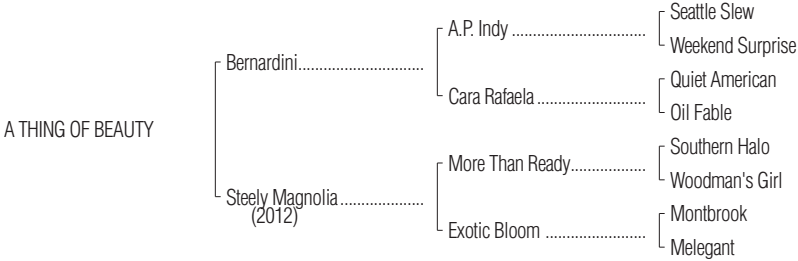 Seattle Slew
A.P. Indy ................................
Weekend Surprise
Bernardini..............................
Quiet American
Cara Rafaela ..........................
Oil Fable
A THING OF BEAUTY
Southern Halo
More Than Ready..................
Woodman's Girl
Steely Magnolia ....................
(2012)
Montbrook
Exotic Bloom ........................
Melegant